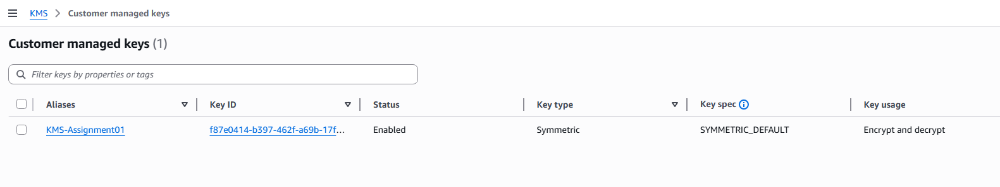 KMS > Customer managed keys
Customer managed keys (1)
Filter keys by properties or tags
Aliases Key ID Status Key type Key spec Key usage
KMS-Assignment01 f87e0414-b397-462f-a69b-17f... Enabled Symmetric SYMMETRIC_DEFAULT Encrypt and decrypt